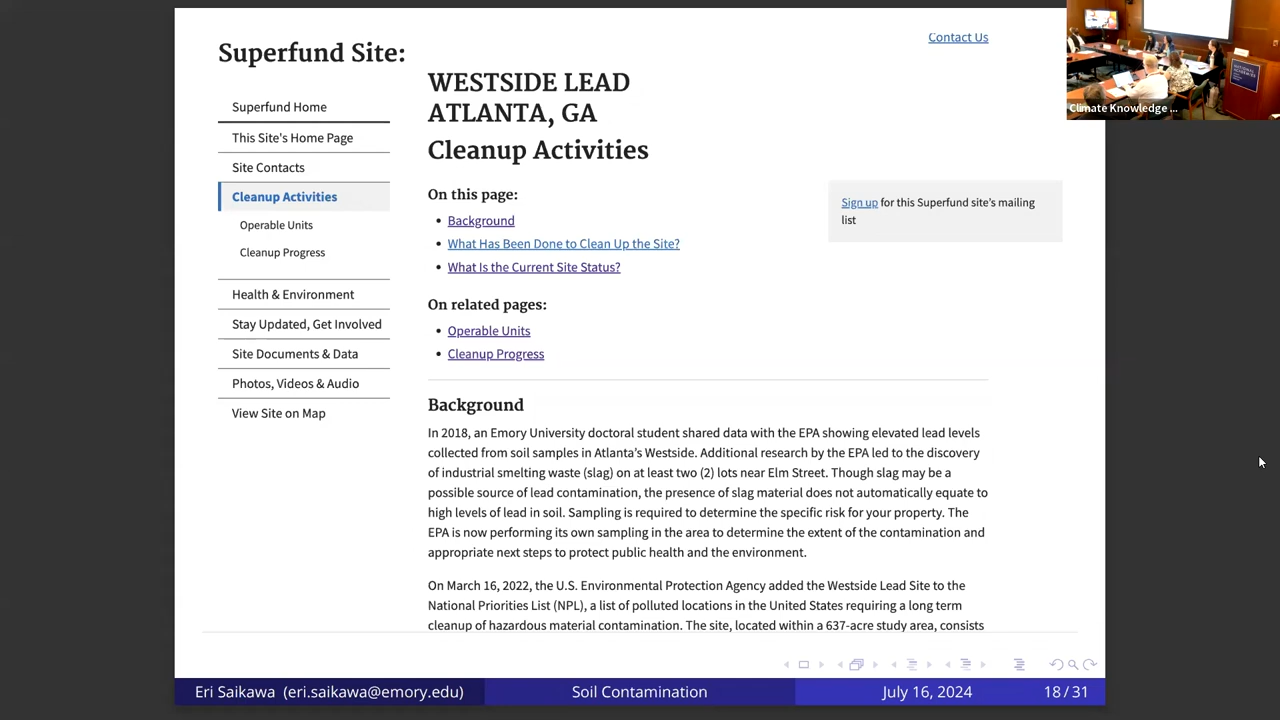 Superfund Site:
Contact Us
WESTSIDE LEAD
ATLANTA, GA
Cleanup Activities
Superfund Home
This Site's Home Page
Site Contacts
Cleanup Activities
Operable Units
Cleanup Progress
Health & Environment
Stay Updated, Get Involved
Site Documents & Data
Photos, Videos & Audio
View Site on Map
On this page:
• Background
• What Has Been Done to Clean Up the Site?
• What Is the Current Site Status?
Sign up for this Superfund site's mailing
list
On related pages:
• Operable Units
• Cleanup Progress
Background
In 2018, an Emory University doctoral student shared data with the EPA showing elevated lead levels
collected from soil samples in Atlanta's Westside. Additional research by the EPA led to the discovery
of industrial smelting waste (slag) on at least two (2) lots near Elm Street. Though slag may be a
possible source of lead contamination, the presence of slag material does not automatically equate to
high levels of lead in soil. Sampling is required to determine the specific risk for your property. The
EPA is now performing its own sampling in the area to determine the extent of the contamination and
appropriate next steps to protect public health and the environment.
On March 16, 2022, the U.S. Environmental Protection Agency added the Westside Lead Site to the
National Priorities List (NPL), a list of polluted locations in the United States requiring a long term
cleanup of hazardous material contamination. The site, located within a 637-acre study area, consists
Eri Saikawa (eri.saikawa@emory.edu)
Soil Contamination
July 16, 2024
18 / 31
Climate Knowledge ...